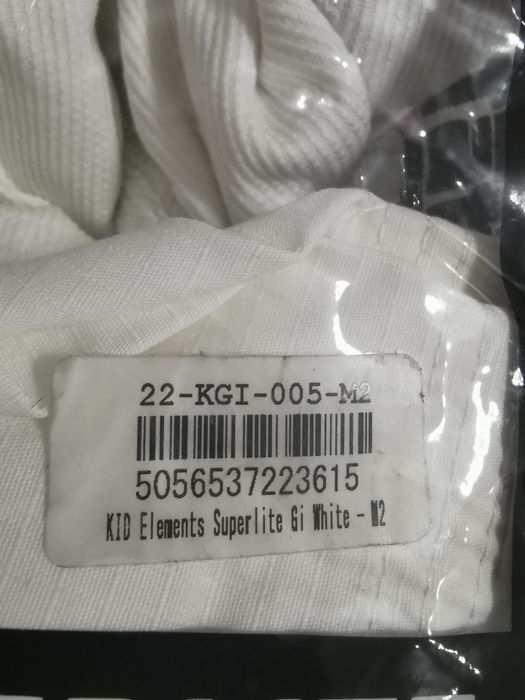 22-KGI-005-M2
5056537223615
KID Elements Superlite Gi White - M2